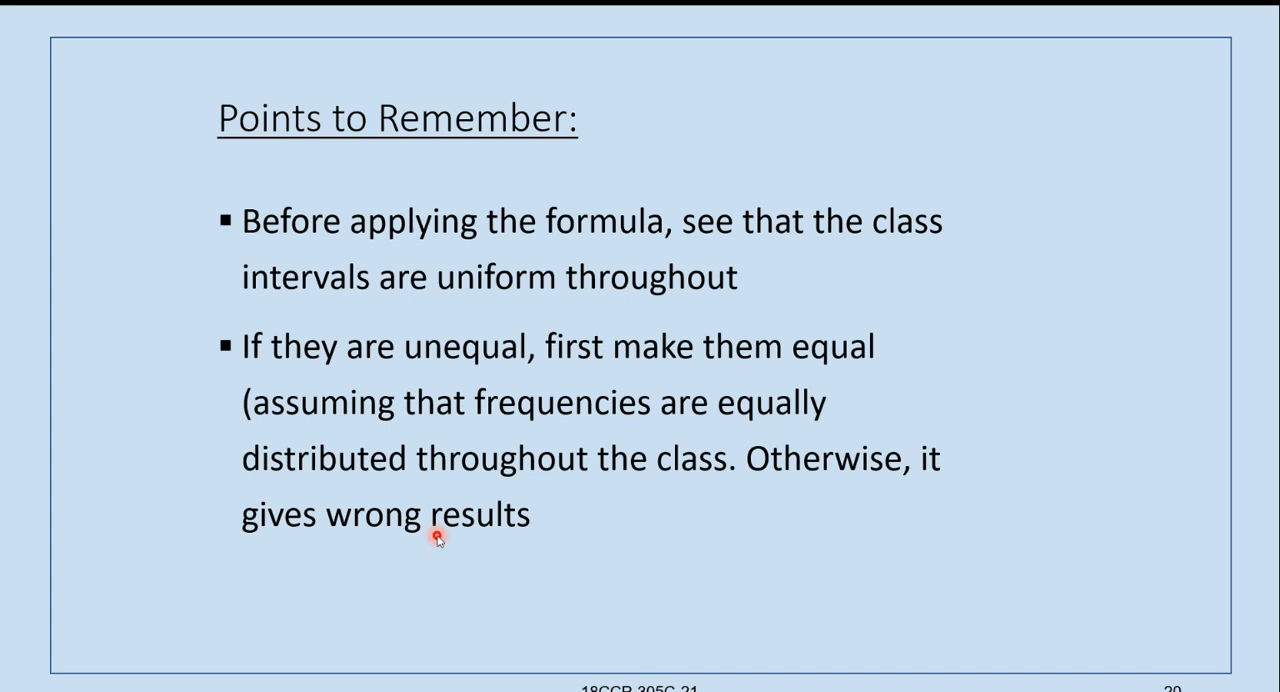 Points to Remember:
▪ Before applying the formula, see that the class
intervals are uniform throughout
▪ If they are unequal, first make them equal
(assuming that frequencies are equally
distributed throughout the class. Otherwise, it
gives wrong results
20